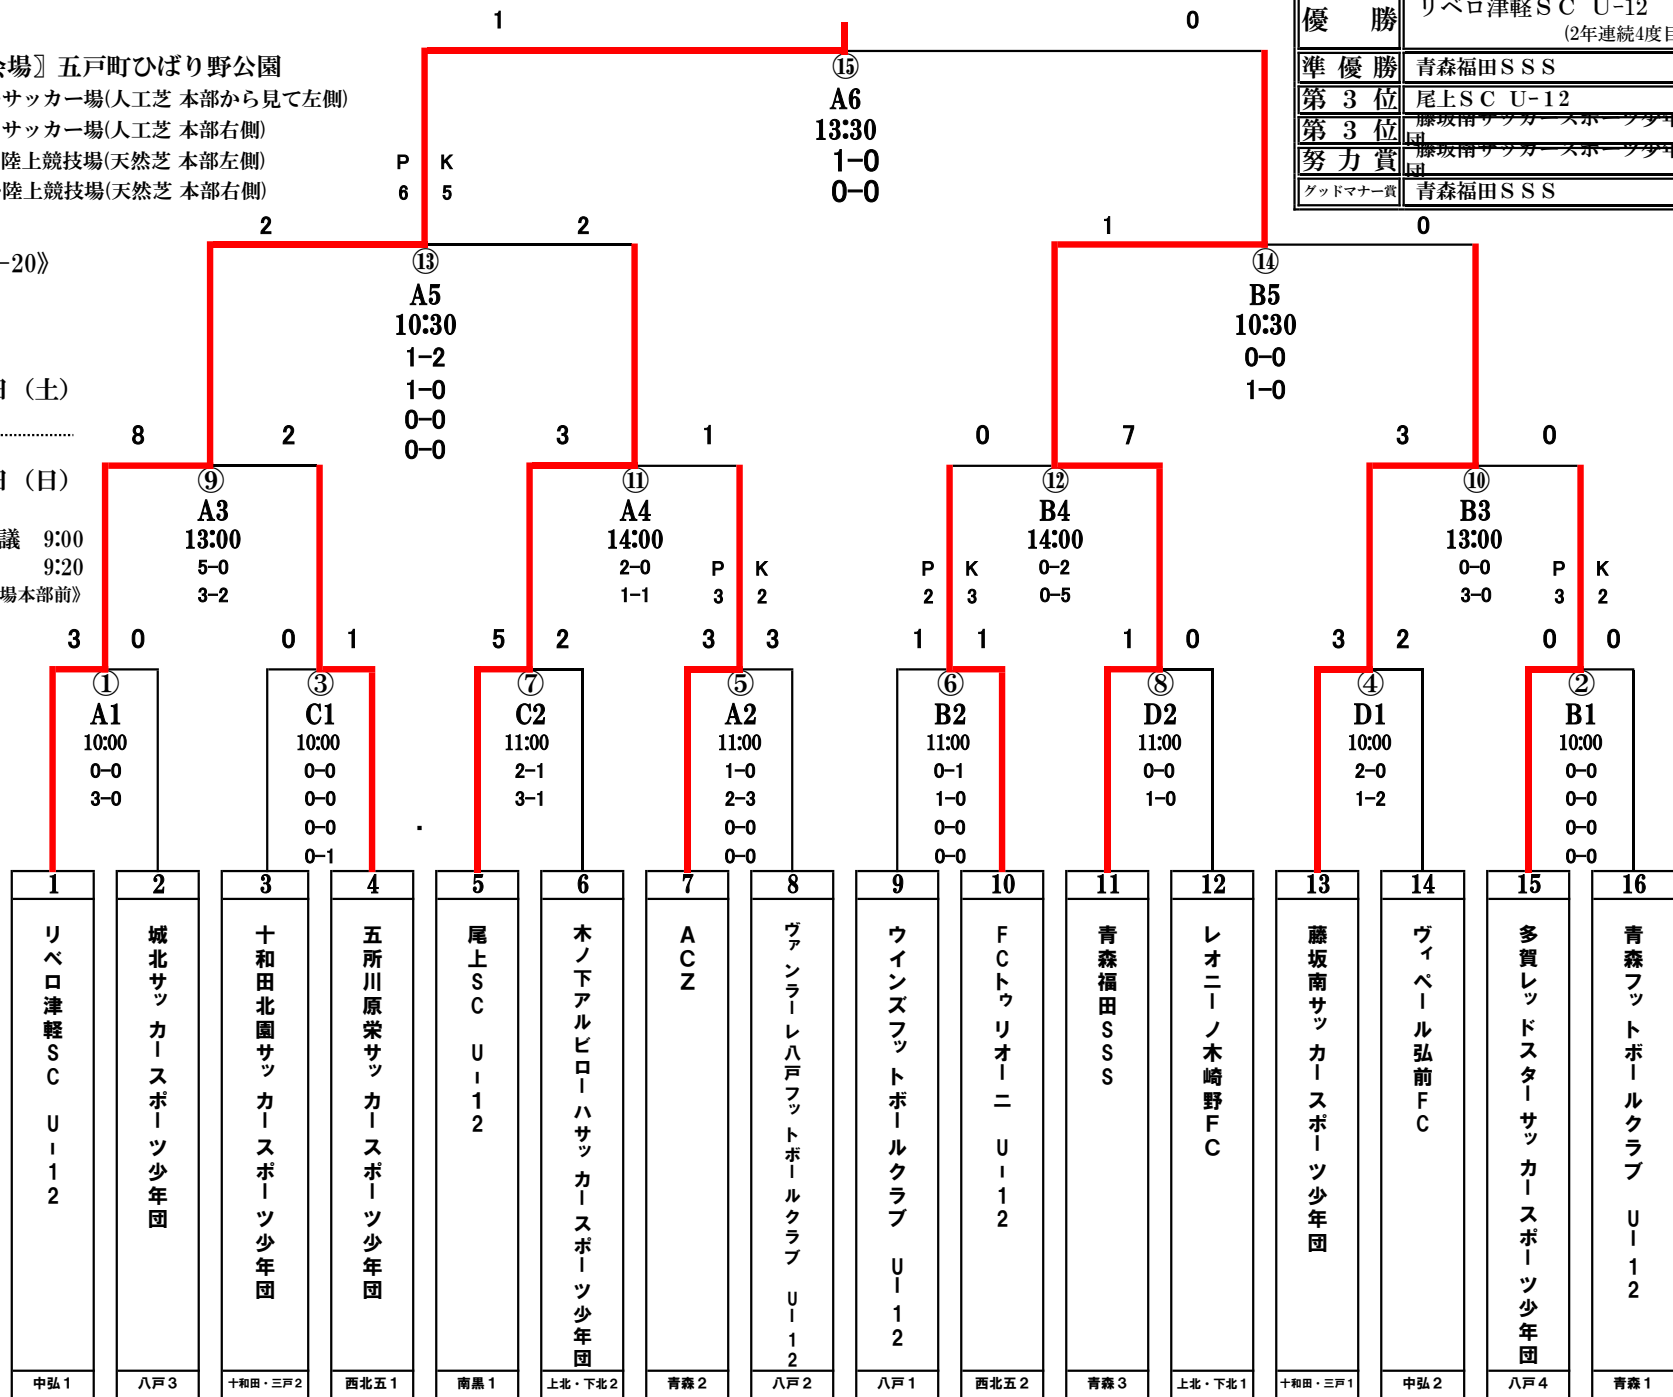 1
0
優　勝
リベロ津軽ＳＣ Ｕ-12
(2年連続4度目
会場〗五戸町ひばり野公園
サッカー場(人工芝 本部から見て左側)
サッカー場(人工芝 本部右側)
陸上競技場(天然芝 本部左側)
陸上競技場(天然芝 本部右側)
⑮
A6
13:30
1-0
0-0
準 優 勝
青森福田ＳＳＳ
第 3 位
尾上ＳＣ Ｕ-１２
第 3 位
藤坂南サッカースポーツ少年団
努 力 賞
藤坂南サッカースポーツ少年団
グッドマナー賞
青森福田ＳＳＳ
P K
6 5
2 2
1 0
-20》
⑬
A5
10:30
1-2
1-0
0-0
0-0
⑭
B5
10:30
0-0
1-0
日（土）
日（日）
議 9:00
9:20
場本部前》
8 2
3 1
0 7
3 0
⑨
A3
13:00
5-0
3-2
⑪
A4
14:00
2-0
1-1
P K
3 2
⑫
B4
14:00
0-2
0-5
P K
2 3
⑩
B3
13:00
0-0
3-0
P K
3 2
3 0
0 1
5 2
3 3
1 1
1 0
3 2
0 0
①
A1
10:00
0-0
3-0
③
C1
10:00
0-0
0-0
0-0
0-1
⑦
C2
11:00
2-1
3-1
⑤
A2
11:00
1-0
2-3
0-0
0-0
⑥
B2
11:00
0-1
1-0
0-0
0-0
⑧
D2
11:00
0-0
1-0
④
D1
10:00
2-0
1-2
②
B1
10:00
0-0
0-0
0-0
0-0
1
リベロ津軽SC U-12
中弘1
2
城北サッカースポーツ少年団
八戸3
3
十和田北園サッカースポーツ少年団
十和田・三戸2
4
五所川原栄サッカースポーツ少年団
西北五1
5
尾上SC U-12
南黒1
6
木ノ下アルビローハサッカースポーツ少年団
上北・下北2
7
ACZ
青森2
8
ヴァンラーレ八戸フットボールクラブ U-12
八戸2
9
ウインズフットボールクラブ U-12
八戸1
10
FCトゥリオーニ U-12
西北五2
11
青森福田SSS
青森3
12
レオニーノ木崎野FC
上北・下北1
13
藤坂南サッカースポーツ少年団
十和田・三戸1
14
ヴィペール弘前FC
中弘2
15
多賀レッドスターサッカースポーツ少年団
八戸4
16
青森フットボールクラブ U-12
青森1